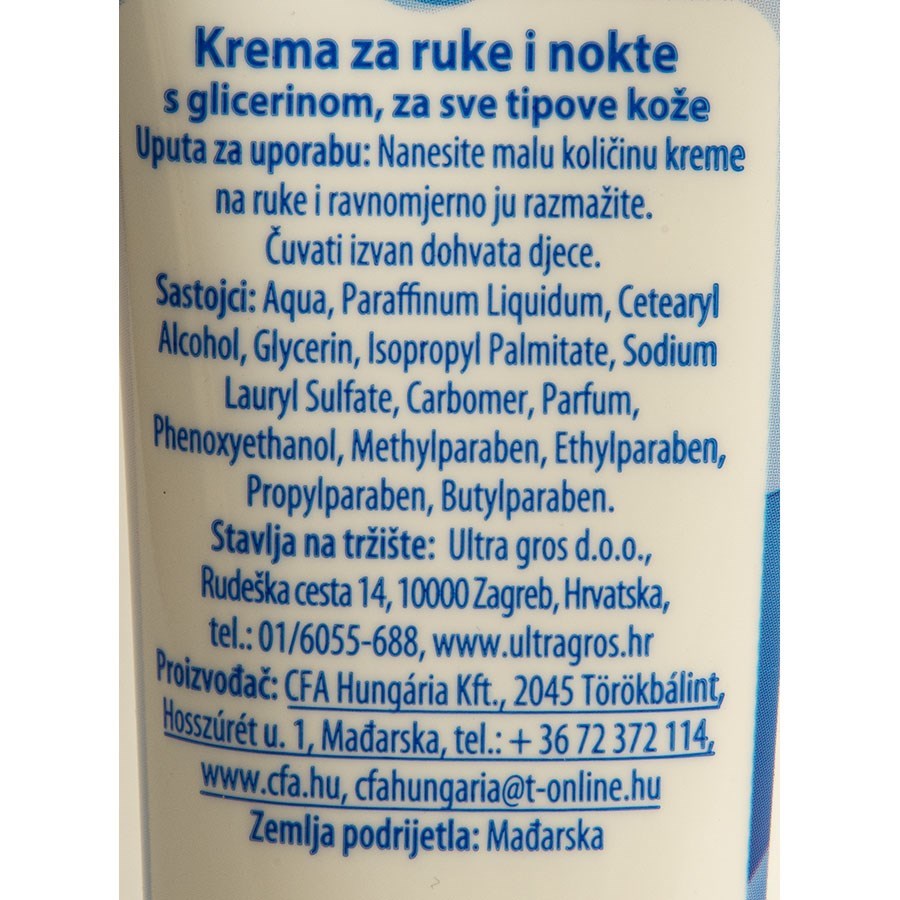 Krema za ruke i nokte
s glicerinom, za sve tipove kože
Uputa za uporabu: Nanesite malu količinu kreme
na ruke i ravnomjerno ju razmažite.
Čuvati izvan dohvata djece.
Sastojci: Aqua, Paraffinum Liquidum, Cetearyl
Alcohol, Glycerin, Isopropyl Palmitate, Sodium
Lauryl Sulfate, Carbomer, Parfum,
Phenoxyethanol, Methylparaben, Ethylparaben,
Propylparaben, Butylparaben.
Stavlja na tržište: Ultra gros d.o.o.,
Rudeška cesta 14, 10000 Zagreb, Hrvatska,
tel.: 01/6055-688, www.ultragros.hr
Proizvođač: CFA Hungária Kft., 2045 Törökbálint,
Hosszúrét u. 1, Mađarska, tel.: + 36 72 372 114,
www.cfa.hu, cfahungaria@t-online.hu
Zemlja podrijetla: Mađarska